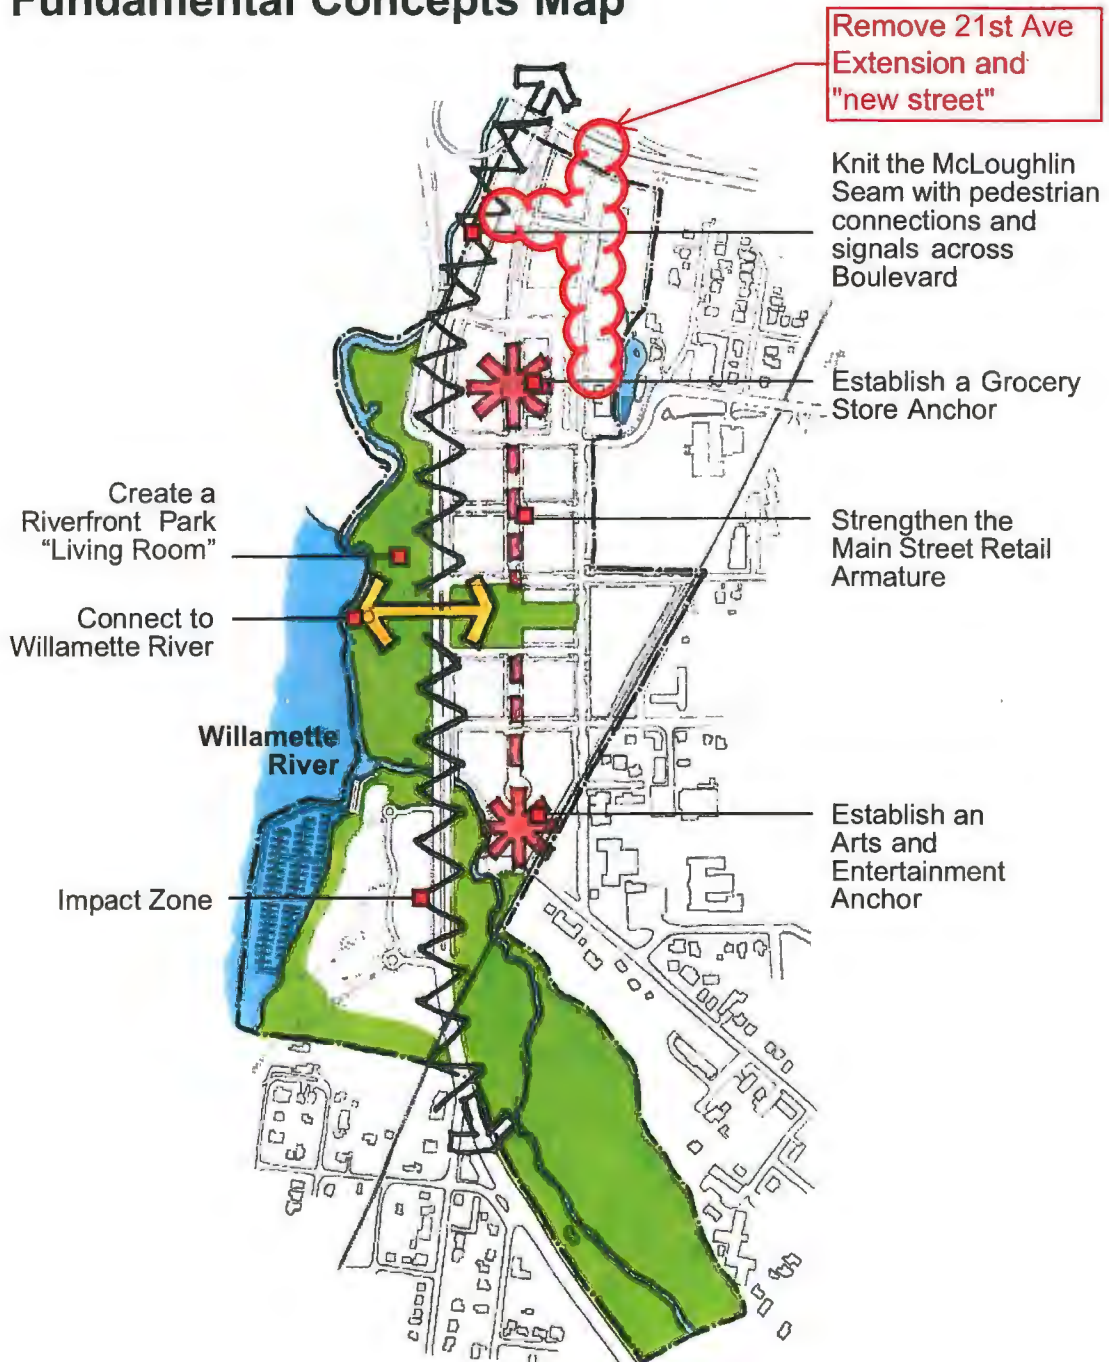 Fundamental Concepts Map
Remove 21st Ave
Extension and
"new street"
Knit the McLoughlin
Seam with pedestrian
connections and
signals across
Boulevard
Establish a Grocery
Store Anchor
Create a
Riverfront Park
“Living Room”
Strengthen the
Main Street Retail
Armature
Connect to
Willamette River
Willamette
River
Establish an
Arts and
Entertainment
Anchor
Impact Zone